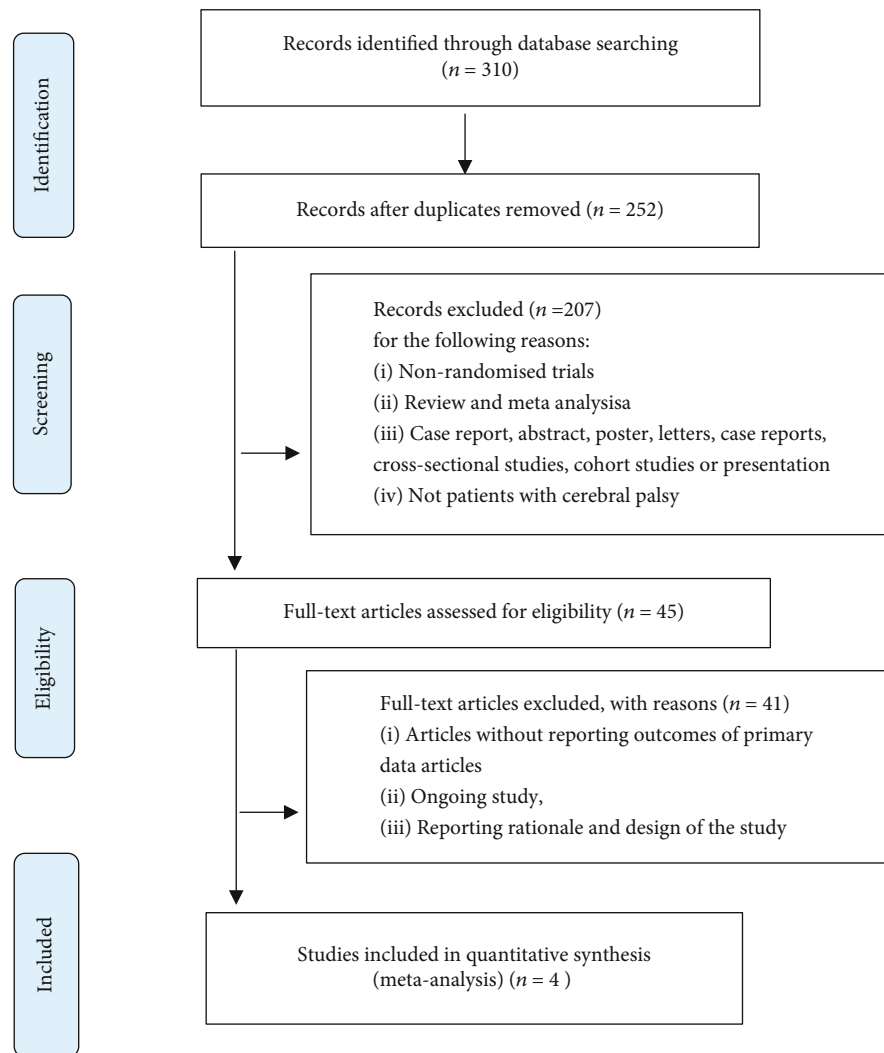 Identification
Records identified through database searching
(n = 310)
Records after duplicates removed (n = 252)
Screening
Records excluded (n =207)
for the following reasons:
(i) Non-randomised trials
(ii) Review and meta analysisa
(iii) Case report, abstract, poster, letters, case reports,
cross-sectional studies, cohort studies or presentation
(iv) Not patients with cerebral palsy
Eligibility
Full-text articles assessed for eligibility (n = 45)
Full-text articles excluded, with reasons (n = 41)
(i) Articles without reporting outcomes of primary
data articles
(ii) Ongoing study,
(iii) Reporting rationale and design of the study
Included
Studies included in quantitative synthesis
(meta-analysis) (n = 4 )